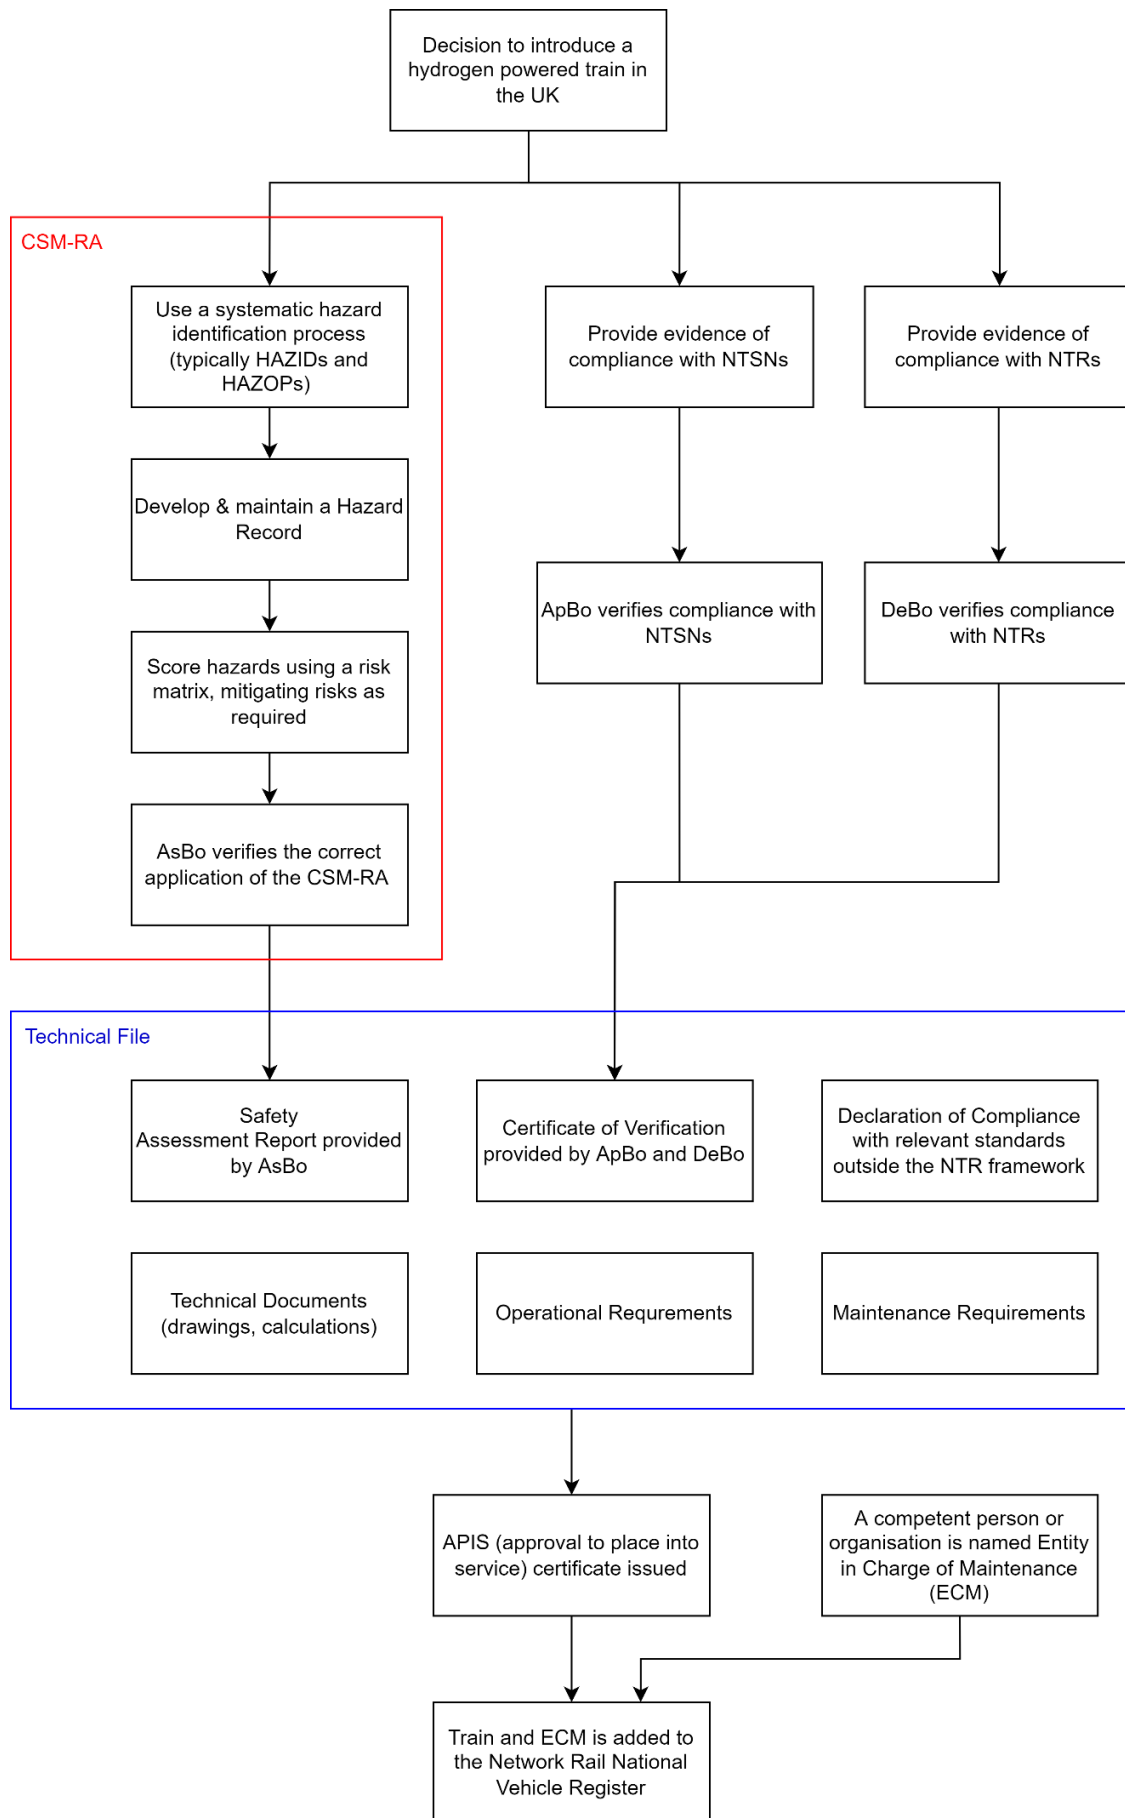 Decision to introduce a
hydrogen powered train in
the UK
CSM-RA
Use a systematic hazard
identification process
(typically HAZIDs and
HAZOPs)
Provide evidence of
compliance with NTSNs
Provide evidence of
compliance with NTRs
Develop & maintain a Hazard
Record
ApBo verifies compliance with
NTSNs
DeBo verifies compliance
with NTRs
Score hazards using a risk
matrix, mitigating risks as
required
AsBo verifies the correct
application of the CSM-RA
Technical File
Safety
Assessment Report provided
by AsBo
Certificate of Verification
provided by ApBo and DeBo
Declaration of Compliance
with relevant standards
outside the NTR framework
Technical Documents
(drawings, calculations)
Operational Requrements
Maintenance Requirements
APIS (approval to place into
service) certificate issued
A competent person or
organisation is named Entity
in Charge of Maintenance
(ECM)
Train and ECM is added to
the Network Rail National
Vehicle Register